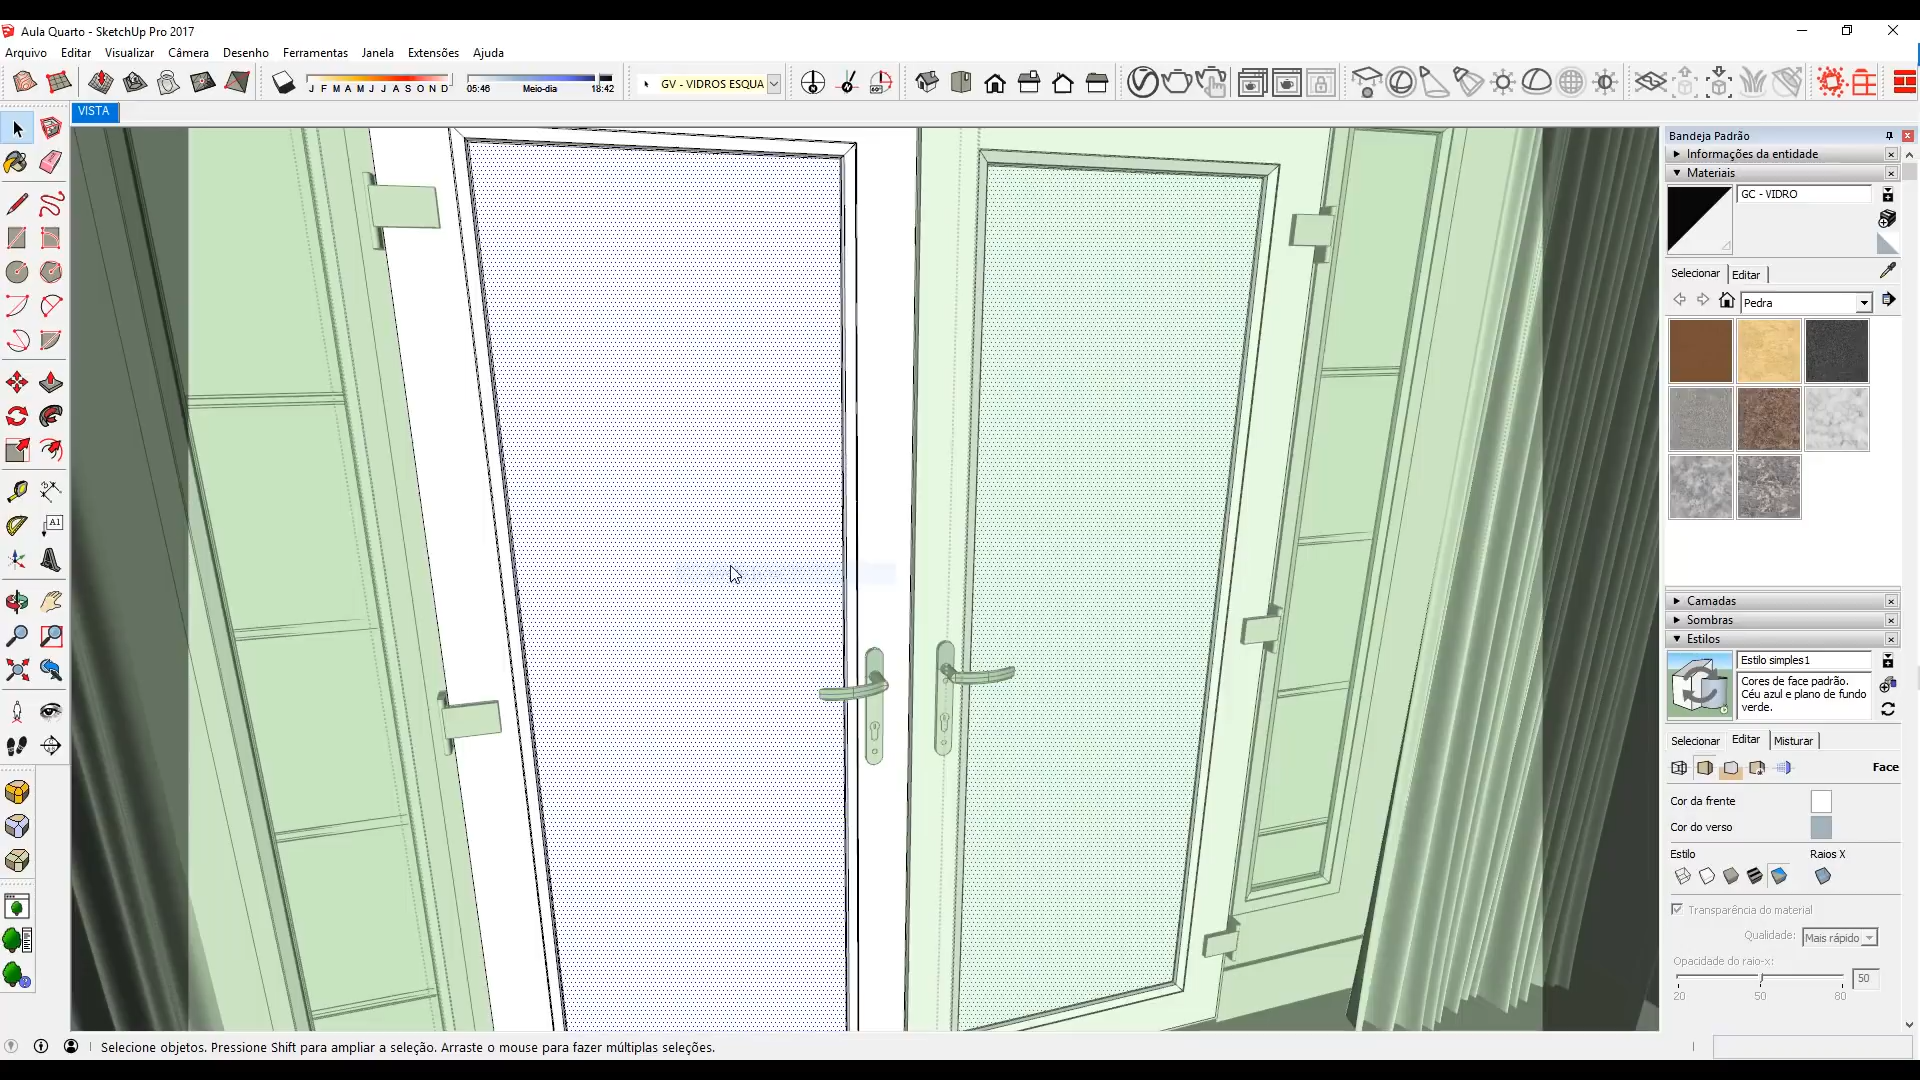 Aula Quarto - SketchUp Pro 2017
Arquivo Editar Visualizar Câmera Desenho Ferramentas Janela Extensões Ajuda
J F M A M J J A S O N D 05:46 Meio-dia 18:42 GV - VIDROS ESQUA
VISTA
Bandeja Padrão
Informações da entidade
Materiais
GC - VIDRO
Selecionar Editar
Pedra
A1
Camadas
Sombras
Estilos
Estilo simples1
Cores de face padrão.
Céu azul e plano de fundo
verde.
Selecionar Editar Misturar
Face
Cor da frente
Cor do verso
Estilo Raios X
Transparência do material
Qualidade: Mais rápido
Opacidade do raio-x:
50
20 50 80
Selecione objetos. Pressione Shift para ampliar a seleção. Arraste o mouse para fazer múltiplas seleções.